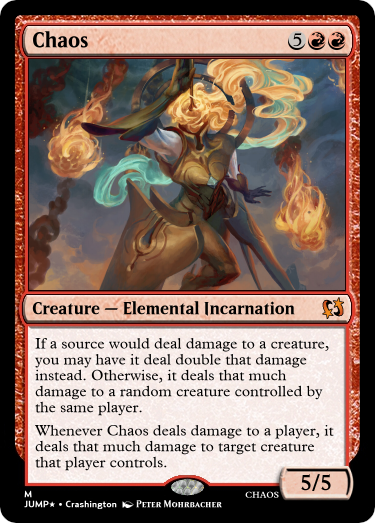 Chaos 5
Creature — Elemental Incarnation
If a source would deal damage to a creature,
you may have it deal double that damage
instead. Otherwise, it deals that much
damage to a random creature controlled by
the same player.
Whenever Chaos deals damage to a player, it
deals that much damage to target creature
that player controls.
5/5
M
JUMP★ • Crashington Peter Mohrbacher
CHAOS